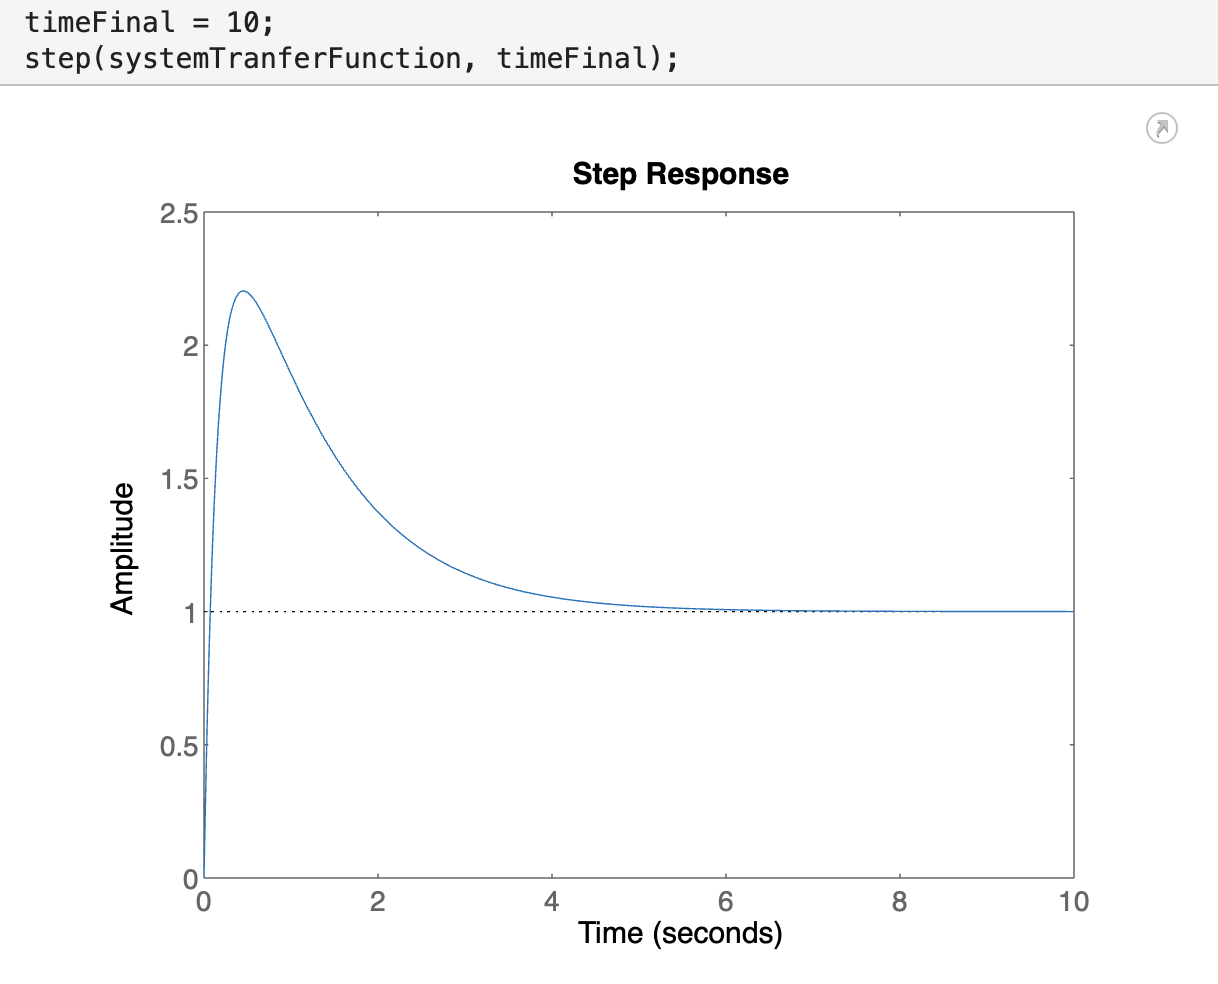 timeFinal = 10;
step(systemTranferFunction, timeFinal);
Step Response
2.5
2
1.5
1
0.5
0
Amplitude
0 2 4 6 8 10
Time (seconds)